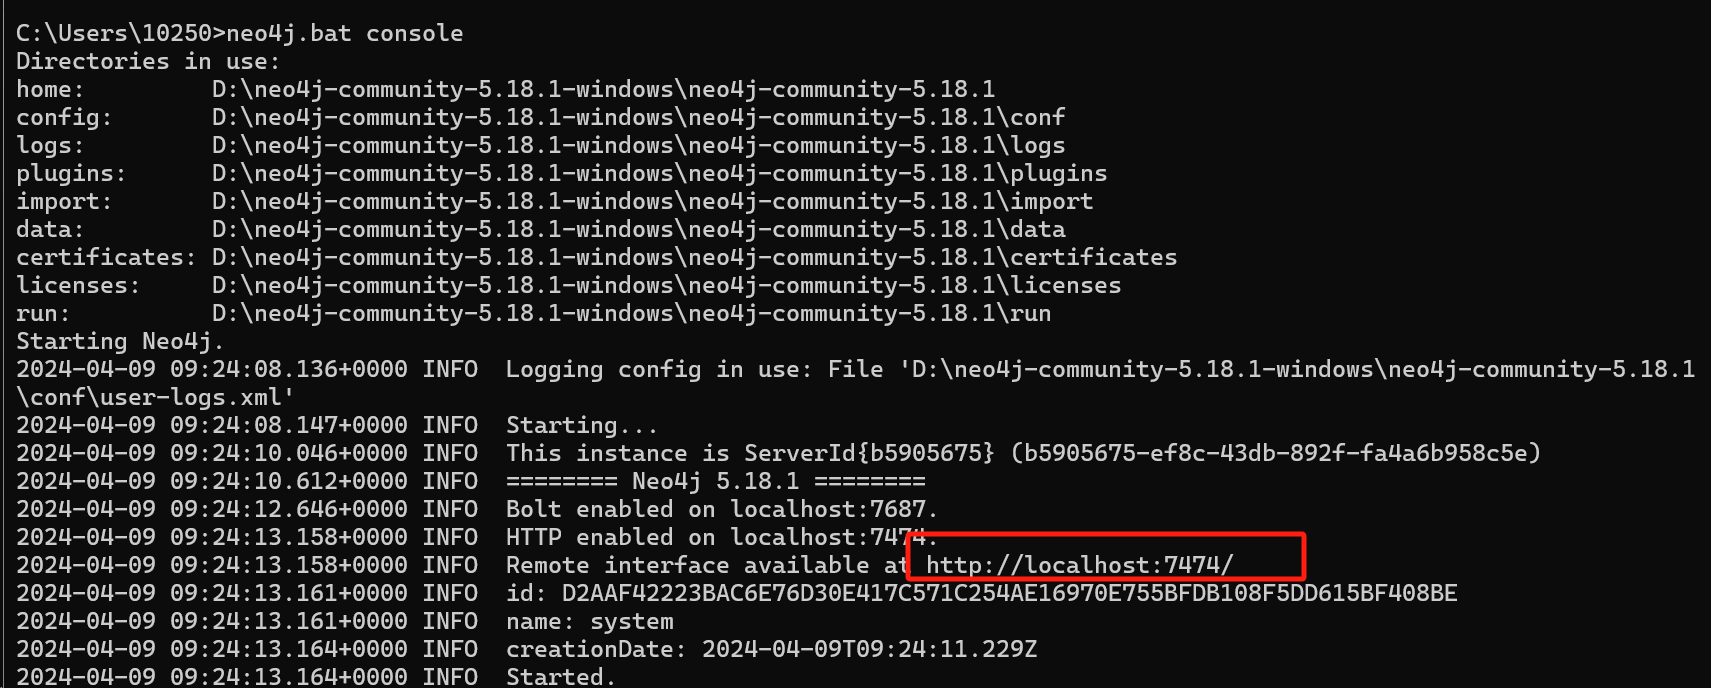 C:\Users\10250>neo4j.bat console
Directories in use:
home:         D:\neo4j-community-5.18.1-windows\neo4j-community-5.18.1
config:       D:\neo4j-community-5.18.1-windows\neo4j-community-5.18.1\conf
logs:         D:\neo4j-community-5.18.1-windows\neo4j-community-5.18.1\logs
plugins:      D:\neo4j-community-5.18.1-windows\neo4j-community-5.18.1\plugins
import:       D:\neo4j-community-5.18.1-windows\neo4j-community-5.18.1\import
data:         D:\neo4j-community-5.18.1-windows\neo4j-community-5.18.1\data
certificates: D:\neo4j-community-5.18.1-windows\neo4j-community-5.18.1\certificates
licenses:     D:\neo4j-community-5.18.1-windows\neo4j-community-5.18.1\licenses
run:          D:\neo4j-community-5.18.1-windows\neo4j-community-5.18.1\run
Starting Neo4j.
2024-04-09 09:24:08.136+0000 INFO  Logging config in use: File 'D:\neo4j-community-5.18.1-windows\neo4j-community-5.18.1
\conf\user-logs.xml'
2024-04-09 09:24:08.147+0000 INFO  Starting...
2024-04-09 09:24:10.046+0000 INFO  This instance is ServerId{b5905675} (b5905675-ef8c-43db-892f-fa4a6b958c5e)
2024-04-09 09:24:10.612+0000 INFO  ======== Neo4j 5.18.1 ========
2024-04-09 09:24:12.646+0000 INFO  Bolt enabled on localhost:7687.
2024-04-09 09:24:13.158+0000 INFO  HTTP enabled on localhost:7474.
2024-04-09 09:24:13.158+0000 INFO  Remote interface available at http://localhost:7474/
2024-04-09 09:24:13.161+0000 INFO  id: D2AAF42223BAC6E76D30E417C571C254AE16970E755BFDB108F5DD615BF408BE
2024-04-09 09:24:13.161+0000 INFO  name: system
2024-04-09 09:24:13.164+0000 INFO  creationDate: 2024-04-09T09:24:11.229Z
2024-04-09 09:24:13.164+0000 INFO  Started.